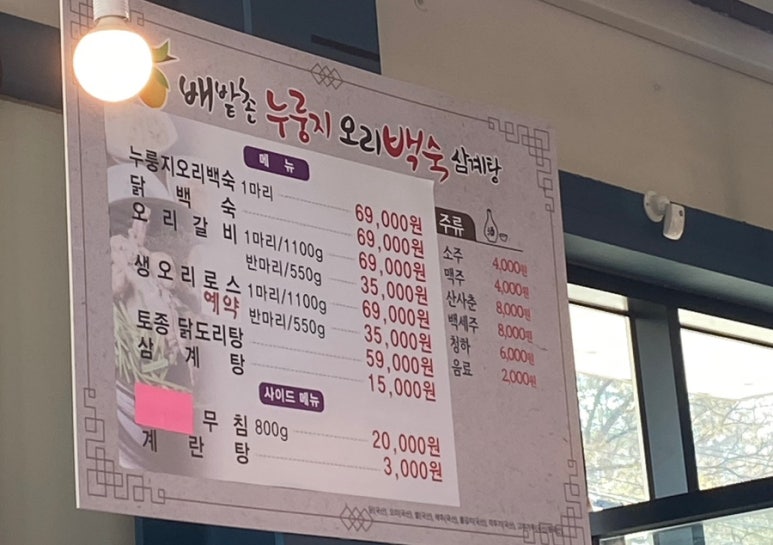 배밭촌 누룽지 오리백숙 삼계탕
메뉴
누룽지오리백숙 1마리 69,000원
닭백숙 69,000원
오리갈비 1마리/1100g 69,000원
반마리/550g 35,000원
생오리로스 1마리/1100g 69,000원
예약 반마리/550g 35,000원
토종 닭도리탕 59,000원
삼계탕 15,000원
사이드 메뉴
무침 800g 20,000원
계란탕 3,000원
주류
소주 4,000원
맥주 4,000원
산사춘 8,000원
백세주 8,000원
청하 6,000원
음료 2,000원